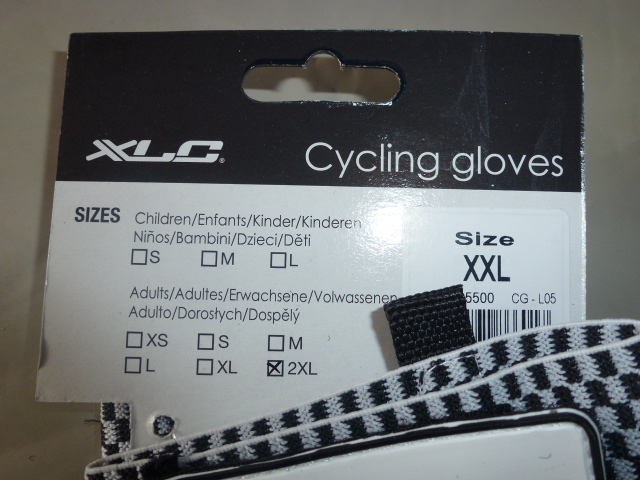 XLC®
Cycling gloves
SIZES Children/Enfants/Kinder/Kinderen
Niños/Bambini/Dzieci/Děti
S M L
Adults/Adultes/Erwachsene/Volwassenen
Adulto/Dorosłych/Dospělý
XS S M
L XL 2XL
Size
XXL
5500 CG - L05